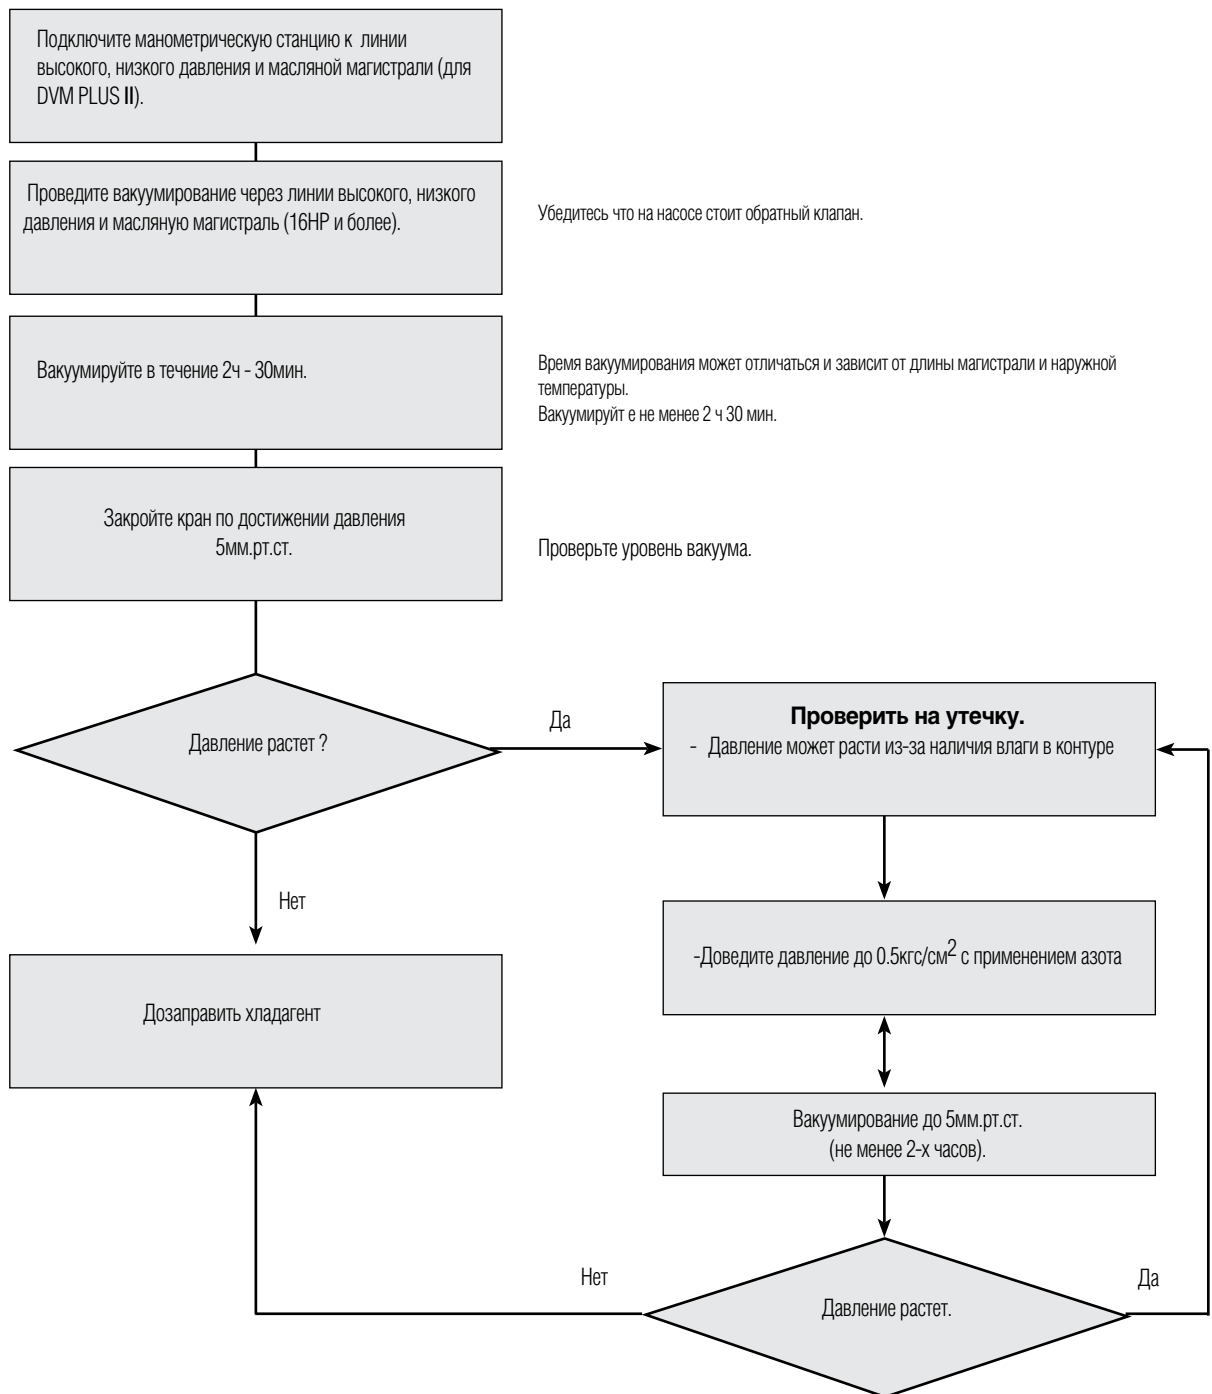 Подключите манометрическую станцию к линии
высокого, низкого давления и масляной магистрали (для
DVM PLUS II).
Проведите вакуумирование через линии высокого, низкого
давления и масляную магистраль (16HP и более).
Убедитесь что на насосе стоит обратный клапан.
Вакуумируйте в течение 2ч - 30мин.
Время вакуумирования может отличаться и зависит от длины магистрали и наружной
температуры.
Вакуумируйт е не менее 2 ч 30 мин.
Закройте кран по достижении давления
5мм.рт.ст.
Проверьте уровень вакуума.
Давление растет ?
Да
Проверить на утечку.
- Давление может расти из-за наличия влаги в контуре
Нет
-Доведите давление до 0.5кгс/см2 с применением азота
Дозаправить хладагент
Вакуумирование до 5мм.рт.ст.
(не менее 2-х часов).
Нет
Да
Давление растет.